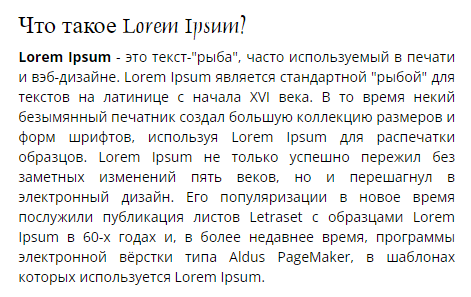 Что такое Lorem Ipsum?
Lorem Ipsum - это текст-"рыба", часто используемый в печати
и вэб-дизайне. Lorem Ipsum является стандартной "рыбой" для
текстов на латинице с начала XVI века. В то время некий
безымянный печатник создал большую коллекцию размеров и
форм шрифтов, используя Lorem Ipsum для распечатки
образцов. Lorem Ipsum не только успешно пережил без
заметных изменений пять веков, но и перешагнул в
электронный дизайн. Его популяризации в новое время
послужили публикация листов Letraset с образцами Lorem
Ipsum в 60-х годах и, в более недавнее время, программы
электронной вёрстки типа Aldus PageMaker, в шаблонах
которых используется Lorem Ipsum.